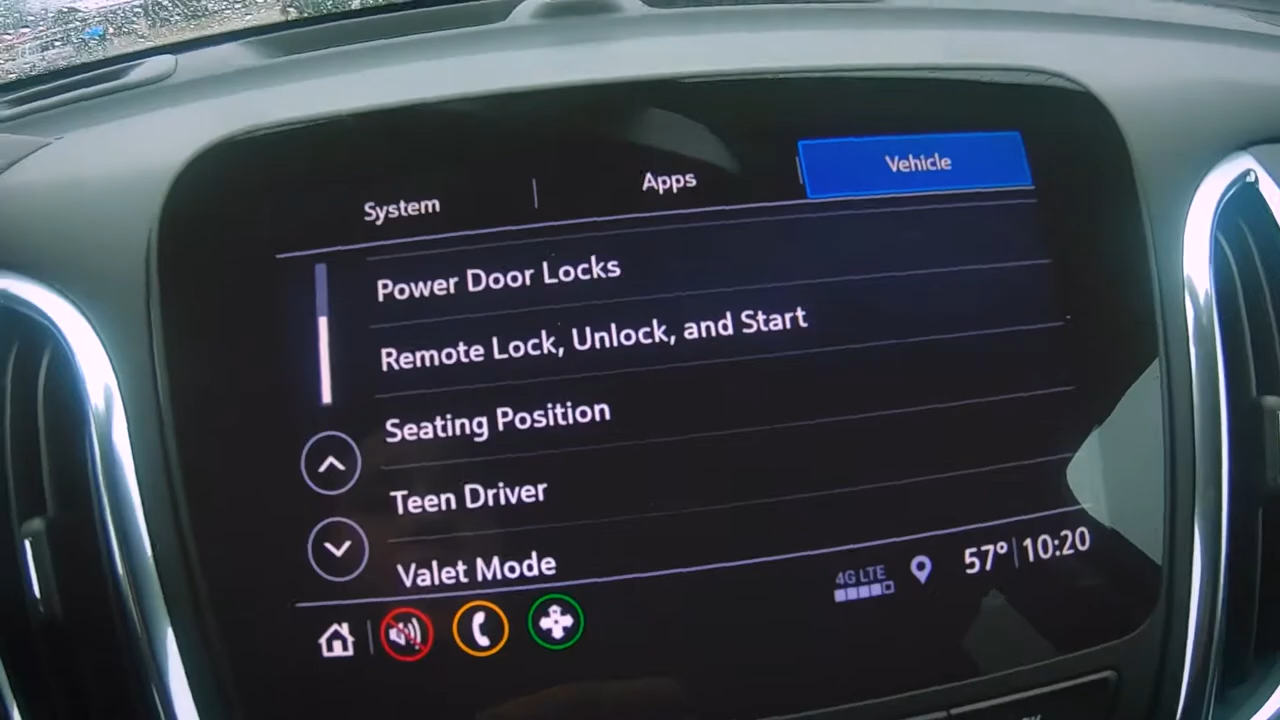 System
Apps
Vehicle
Power Door Locks
Remote Lock, Unlock, and Start
Seating Position
Teen Driver
Valet Mode
4G LTE
57° 10:20